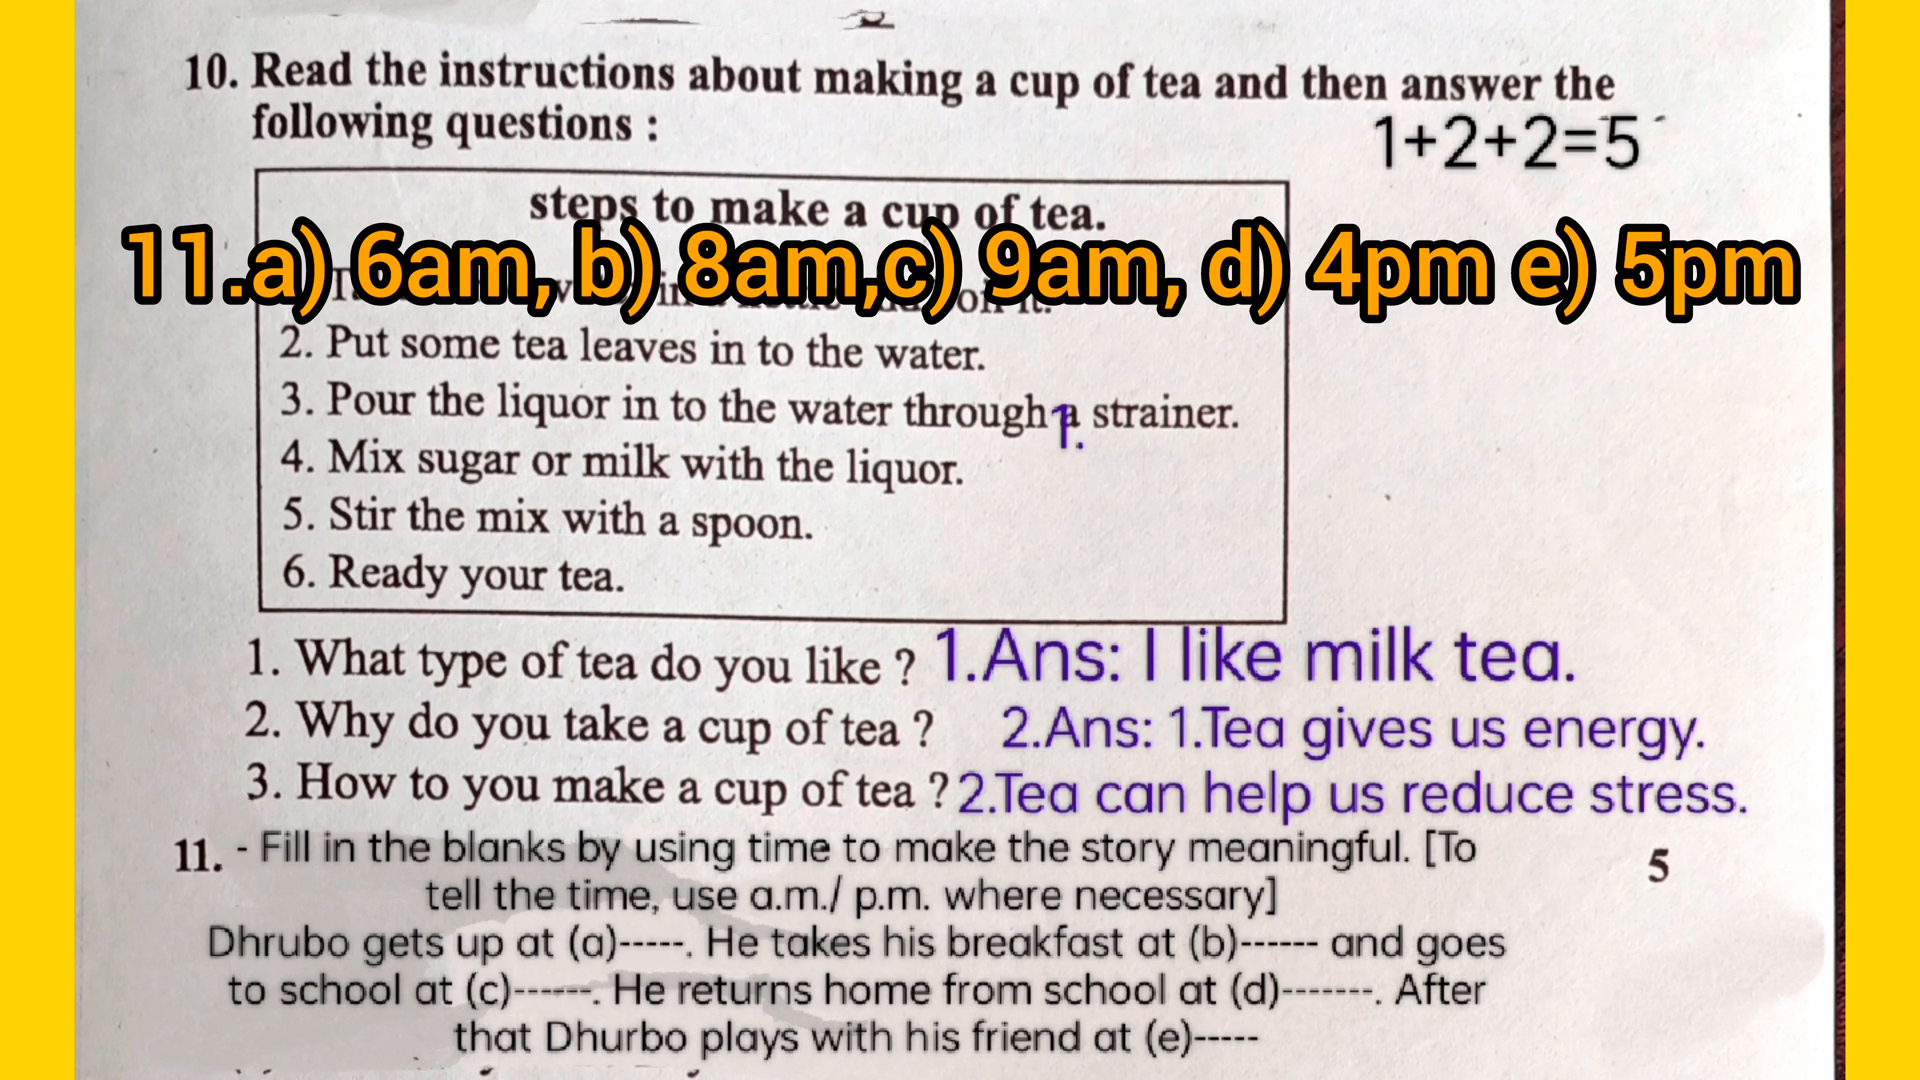 10. Read the instructions about making a cup of tea and then answer the
following questions :
1+2+2=5
steps to make a cup of tea.
11.a) 6am, b) 8am,c) 9am, d) 4pm e) 5pm
2. Put some tea leaves in to the water.
3. Pour the liquor in to the water through a strainer.
1.
4. Mix sugar or milk with the liquor.
5. Stir the mix with a spoon.
6. Ready your tea.
1. What type of tea do you like ? 1.Ans: I like milk tea.
2. Why do you take a cup of tea ? 2.Ans: 1.Tea gives us energy.
3. How to you make a cup of tea ? 2.Tea can help us reduce stress.
11. - Fill in the blanks by using time to make the story meaningful. [To 5
tell the time, use a.m./ p.m. where necessary]
Dhrubo gets up at (a)-----. He takes his breakfast at (b)------ and goes
to school at (c)------. He returns home from school at (d)-------. After
that Dhurbo plays with his friend at (e)-----